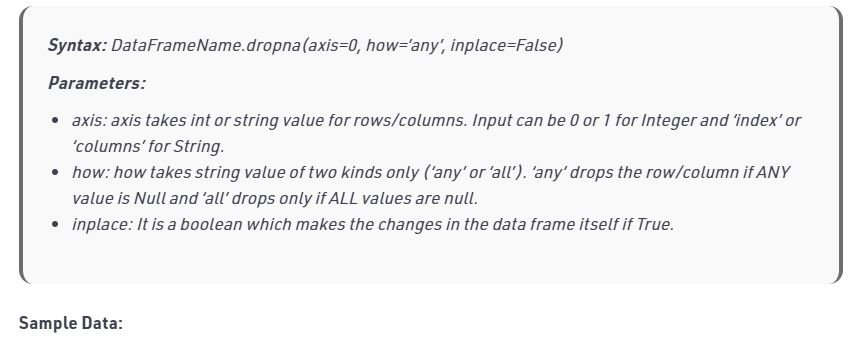 Syntax: DataFrameName.dropna(axis=0, how=’any’, inplace=False)
Parameters:
• axis: axis takes int or string value for rows/columns. Input can be 0 or 1 for Integer and ‘index’ or
‘columns’ for String.
• how: how takes string value of two kinds only (‘any’ or ‘all’). ‘any’ drops the row/column if ANY
value is Null and ‘all’ drops only if ALL values are null.
• inplace: It is a boolean which makes the changes in the data frame itself if True.
Sample Data: